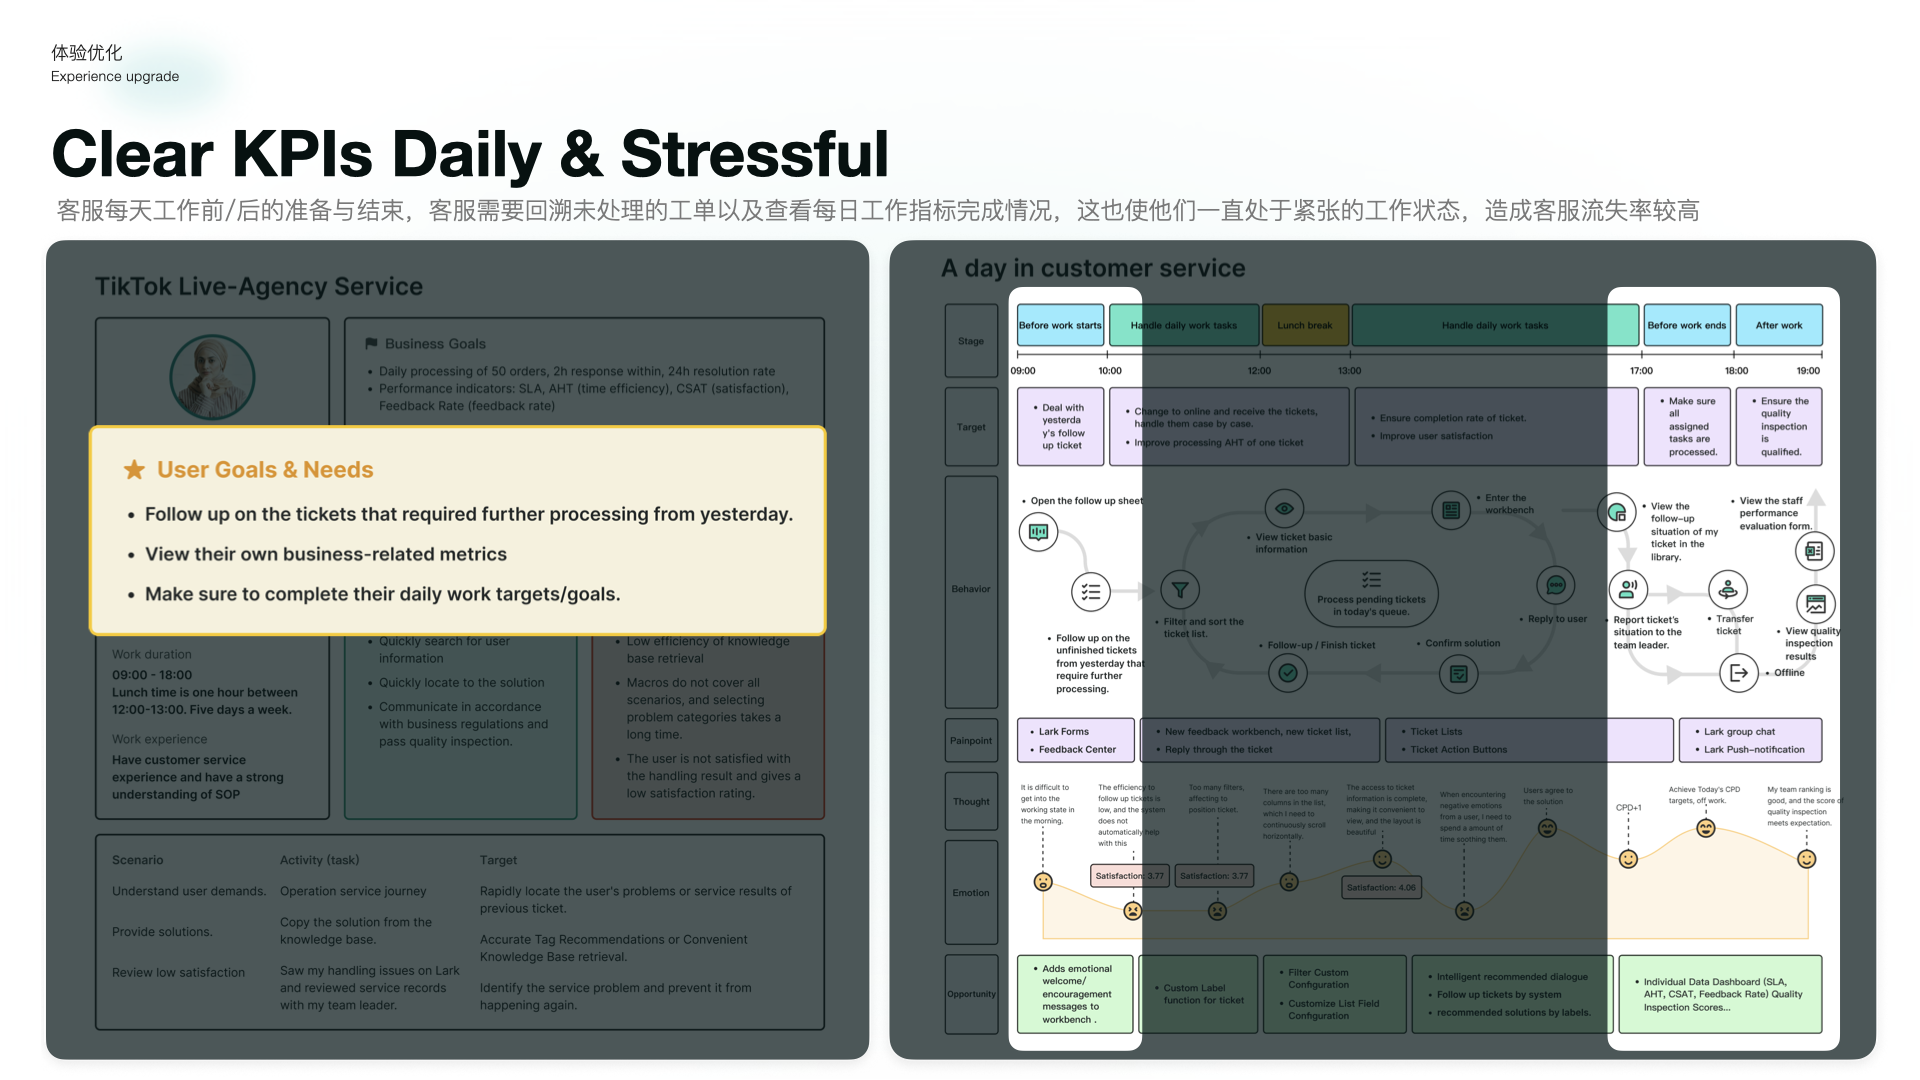 体验优化
Experience upgrade
Clear KPIs Daily & Stressful
客服每天工作前/后的准备与结束，客服需要回溯未处理的工单以及查看每日工作指标完成情况，这也使他们一直处于紧张的工作状态，造成客服流失率较高
TikTok Live-Agency Service
Business Goals
• Daily processing of 50 orders, 2h response within, 24h resolution rate
• Performance indicators: SLA, AHT (time efficiency), CSAT (satisfaction),
Feedback Rate (feedback rate)
User Goals & Needs
• Follow up on the tickets that required further processing from yesterday.
• View their own business-related metrics
• Make sure to complete their daily work targets/goals.
Work duration
09:00 - 18:00
Lunch time is one hour between
12:00-13:00. Five days a week.
Work experience
Have customer service
experience and have a strong
understanding of SOP
• Quickly search for user
information
• Quickly locate to the solution
• Communicate in accordance
with business regulations and
pass quality inspection.
• Low efficiency of knowledge
base retrieval
• Macros do not cover all
scenarios, and selecting
problem categories takes a
long time.
• The user is not satisfied with
the handling result and gives a
low satisfaction rating.
Scenario
Activity (task)
Target
Understand user demands.
Operation service journey
Rapidly locate the user's problems or service results of
previous ticket.
Provide solutions.
Copy the solution from the
knowledge base.
Accurate Tag Recommendations or Convenient
Knowledge Base retrieval.
Review low satisfaction
Saw my handling issues on Lark
and reviewed service records
with my team leader.
Identify the service problem and prevent it from
happening again.
A day in customer service
Stage
Before work starts
Handle daily work tasks
Lunch break
Handle daily work tasks
Before work ends
After work
09:00
10:00
12:00
13:00
17:00
18:00
19:00
Target
• Deal with
yesterda
y's follow
up ticket
• Change to online and receive the tickets,
handle them case by case.
• Improve processing AHT of one ticket
• Ensure completion rate of ticket.
• Improve user satisfaction
• Make sure
all
assigned
tasks are
processed.
• Ensure the
quality
inspection
is
qualified.
Behavior
• Open the follow up sheet
• Follow up on the
unfinished tickets
from yesterday that
require further
processing.
• Filter and sort the
ticket list.
• View ticket basic
information
• Enter the
workbench
Process pending tickets
in today's queue.
• Reply to user
• Confirm solution
• Follow-up / Finish ticket
• View the
follow-up
situation of my
ticket in the
library.
• Report ticket's
situation to the
team leader.
• Transfer
ticket
• Offline
• View the staff
performance
evaluation form.
• View quality
inspection
results
Painpoint
• Lark Forms
• Feedback Center
• New feedback workbench, new ticket list,
• Reply through the ticket
• Ticket Lists
• Ticket Action Buttons
• Lark group chat
• Lark Push-notification
Thought
It is difficult to
get into the
working state in
the morning.
The efficiency to
follow up tickets is
low, and the system
does not
automatically help
with this
Too many filters,
affecting to
position ticket.
There are too many
columns in the list,
which I need to
continuously scroll
horizontally.
The access to ticket
information is complete,
making it convenient to
view, and the layout is
beautiful
When encountering
negative emotions
from a user, I need to
spend a amount of
time soothing them.
Users agree to
the solution
CPD+1
Achieve Today's CPD
targets, off work.
My team ranking is
good, and the score of
quality inspection
meets expectation.
Emotion
Satisfaction: 3.77
Satisfaction: 3.77
Satisfaction: 4.06
Opportunity
• Adds emotional
welcome/
encouragement
messages to
workbench .
• Custom Label
function for ticket
• Filter Custom
Configuration
• Customize List Field
Configuration
• Intelligent recommended dialogue
• Follow up tickets by system
• recommended solutions by labels.
• Individual Data Dashboard (SLA,
AHT, CSAT, Feedback Rate) Quality
Inspection Scores...